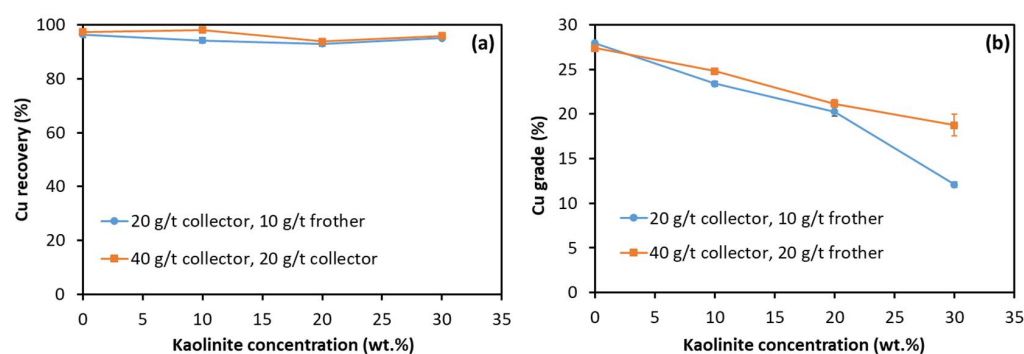 100
80
60
40
20
0
Cu recovery (%)
(a)
20 g/t collector, 10 g/t frother
40 g/t collector, 20 g/t collector
0 5 10 15 20 25 30 35
Kaolinite concentration (wt.%)
30
25
20
15
10
5
0
Cu grade (%)
(b)
20 g/t collector, 10 g/t frother
40 g/t collector, 20 g/t frother
0 5 10 15 20 25 30 35
Kaolinite concentration (wt.%)